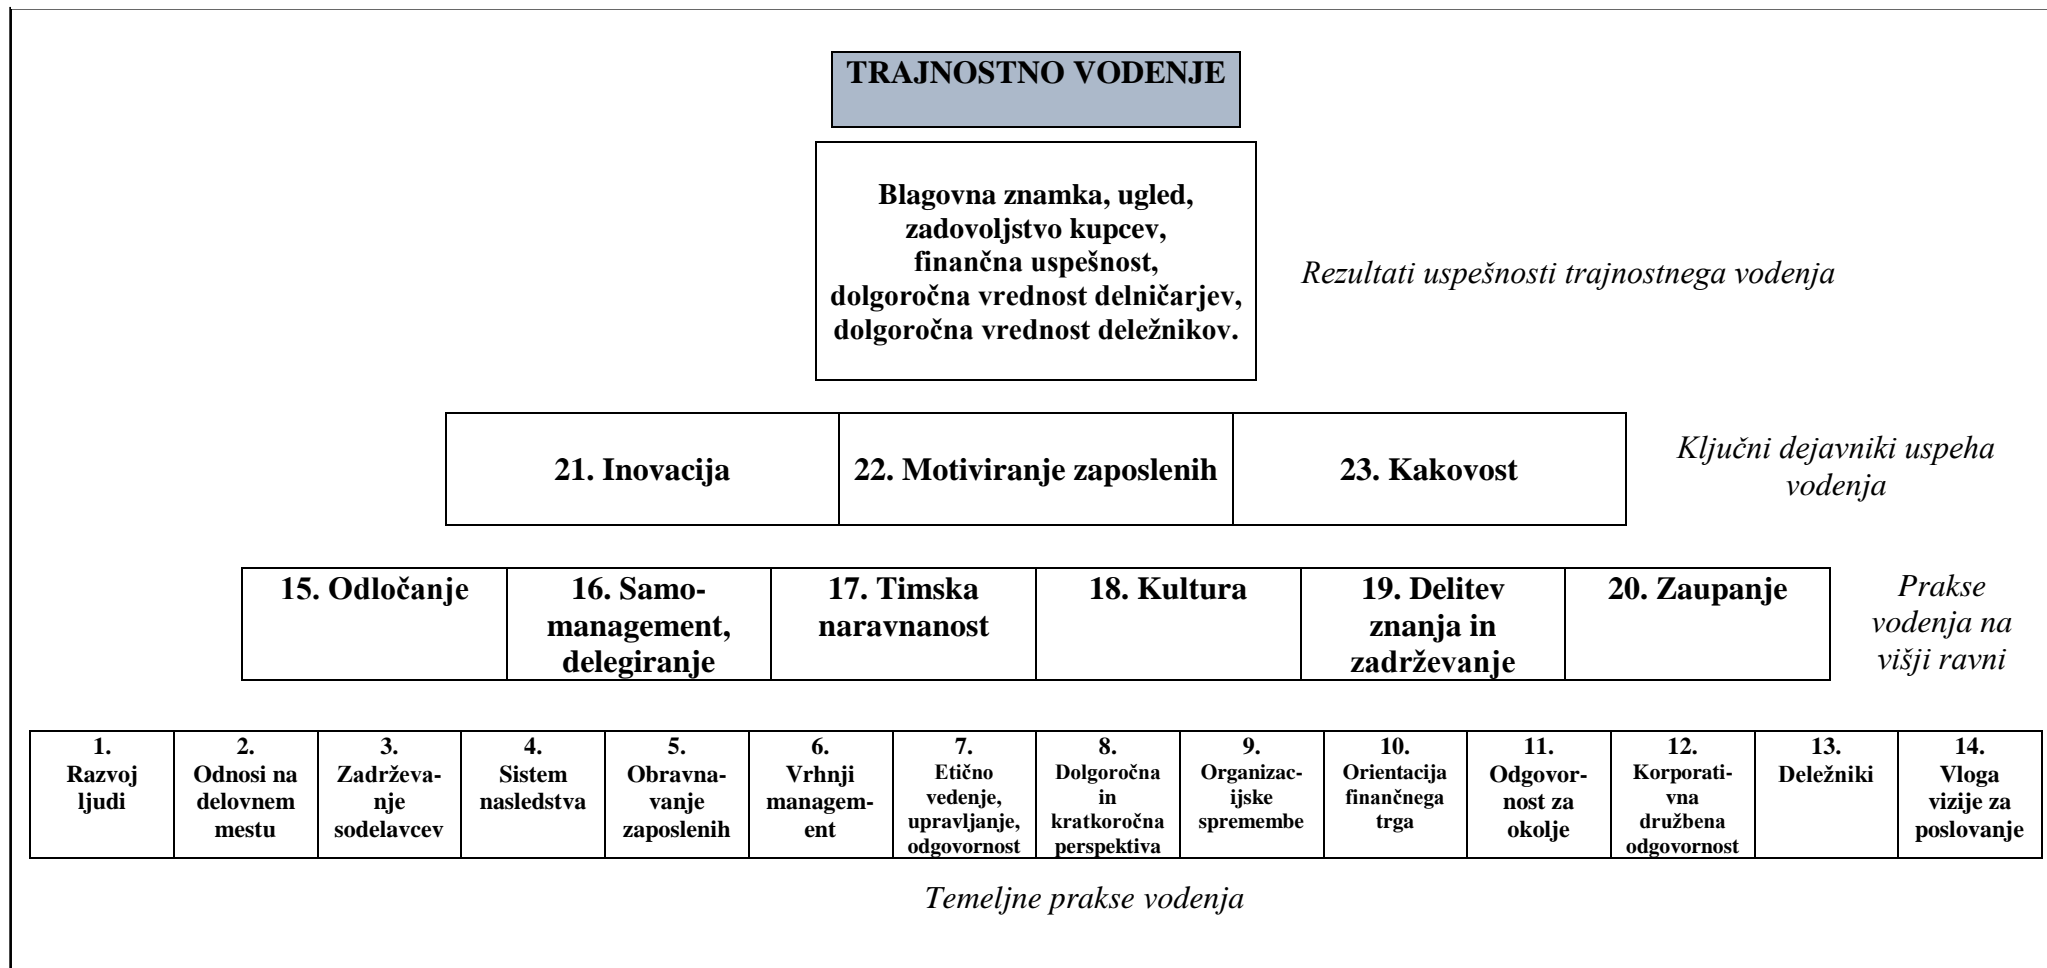 TRAJNOSTNO VODENJE
Blagovna znamka, ugled,
zadovoljstvo kupcev,
finančna uspešnost,
dolgoročna vrednost delničarjev,
dolgoročna vrednost deležnikov.
Rezultati uspešnosti trajnostnega vodenja
21. Inovacija
22. Motiviranje zaposlenih
23. Kakovost
Ključni dejavniki uspeha
vodenja
15. Odločanje
16. Samo-
management,
delegiranje
17. Timska
naravnanost
18. Kultura
19. Delitev
znanja in
zadrževanje
20. Zaupanje
Prakse
vodenja na
višji ravni
1.
Razvoj
ljudi
2.
Odnosi na
delovnem
mestu
3.
Zadrževa-
nje
sodelavcev
4.
Sistem
nasledstva
5.
Obravna-
vanje
zaposlenih
6.
Vrhnji
managem-
ent
7.
Etično
vedenje,
upravljanje,
odgovornost
8.
Dolgoročna
in
kratkoročna
perspektiva
9.
Organizac-
ijske
spremembe
10.
Orientacija
finančnega
trga
11.
Odgovor-
nost za
okolje
12.
Korporati-
vna
družbena
odgovornost
13.
Deležniki
14.
Vloga
vizije za
poslovanje
Temeljne prakse vodenja